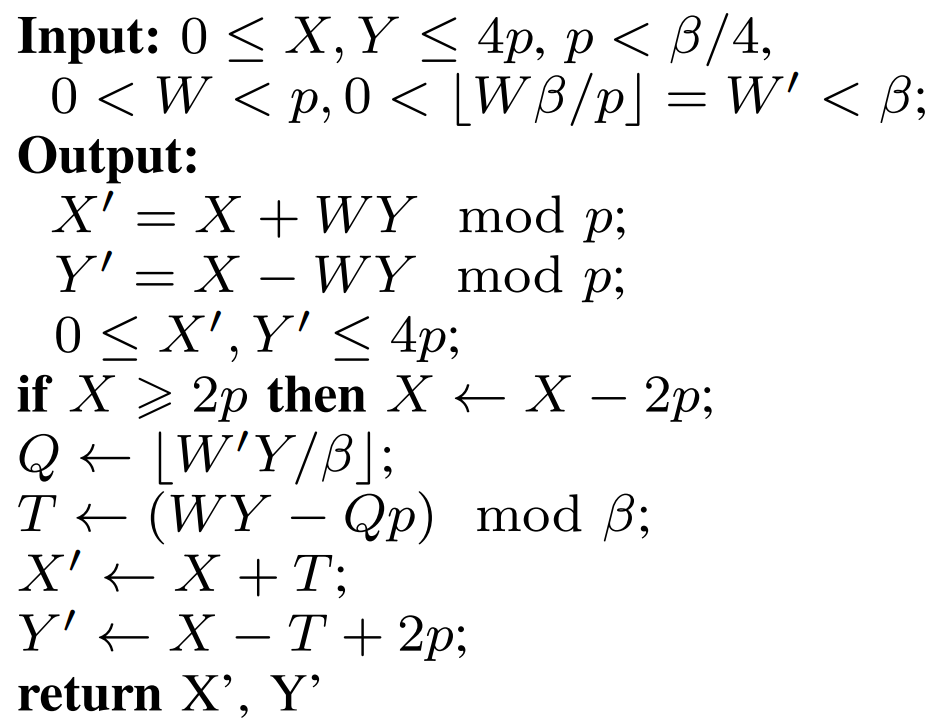 Input: 0 ≤ X, Y ≤ 4p, p < β/4,
0 < W < p, 0 < ⌊Wβ/p⌋ = W′ < β;
Output:
X′ = X + WY mod p;
Y′ = X − WY mod p;
0 ≤ X′, Y′ ≤ 4p;
if X ⩾ 2p then X ← X − 2p;
Q ← ⌊W′Y/β⌋;
T ← (WY − Qp) mod β;
X′ ← X + T;
Y′ ← X − T + 2p;
return X’, Y’